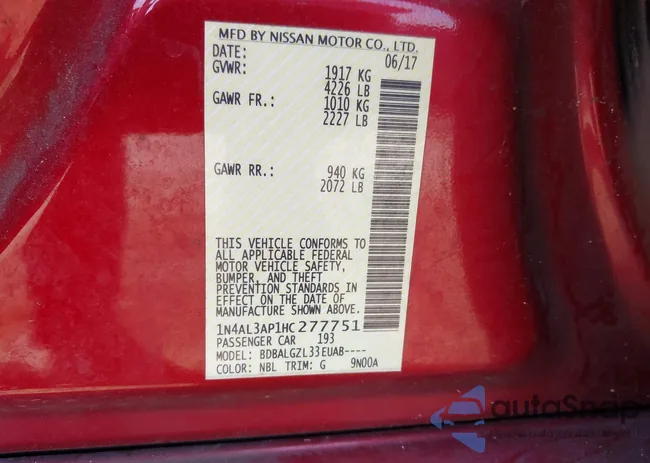 MFD BY NISSAN MOTOR CO., LTD.
DATE: 06/17
GVWR: 1917 KG
4226 LB
GAWR FR.: 1010 KG
2227 LB
GAWR RR.: 940 KG
2072 LB
THIS VEHICLE CONFORMS TO
ALL APPLICABLE FEDERAL
MOTOR VEHICLE SAFETY,
BUMPER, AND THEFT
PREVENTION STANDARDS IN
EFFECT ON THE DATE OF
MANUFACTURE SHOWN ABOVE.
1N4AL3AP1HC277751
PASSENGER CAR 193
MODEL: BDBALGZL33EUAB----
COLOR: NBL TRIM: G 9N00A
autoSnap